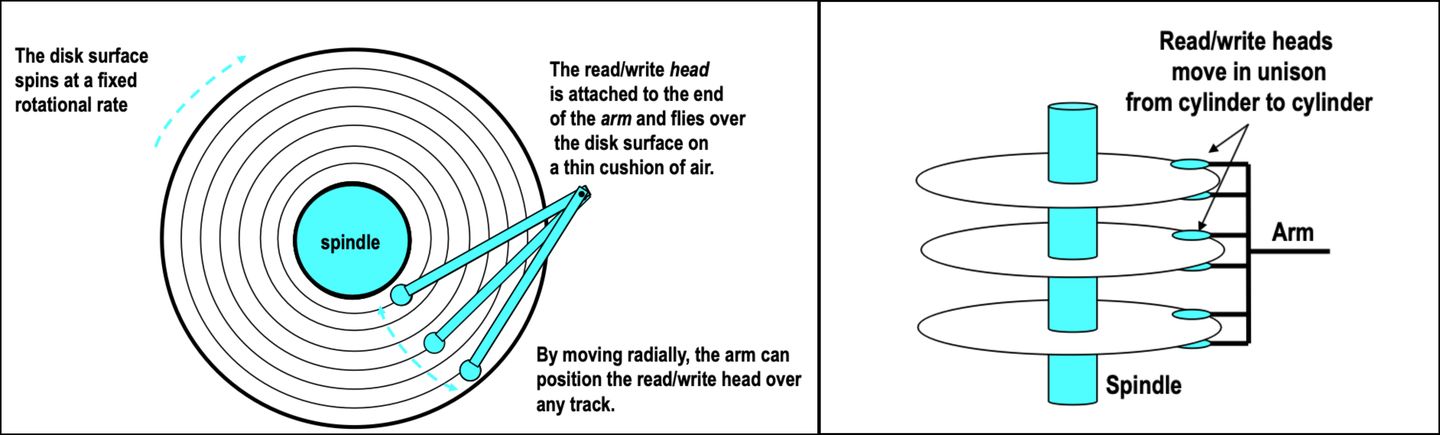 The disk surface
spins at a fixed
rotational rate
The read/write head
is attached to the end
of the arm and flies over
the disk surface on
a thin cushion of air.
spindle
By moving radially, the arm can
position the read/write head over
any track.
Read/write heads
move in unison
from cylinder to cylinder
Arm
Spindle